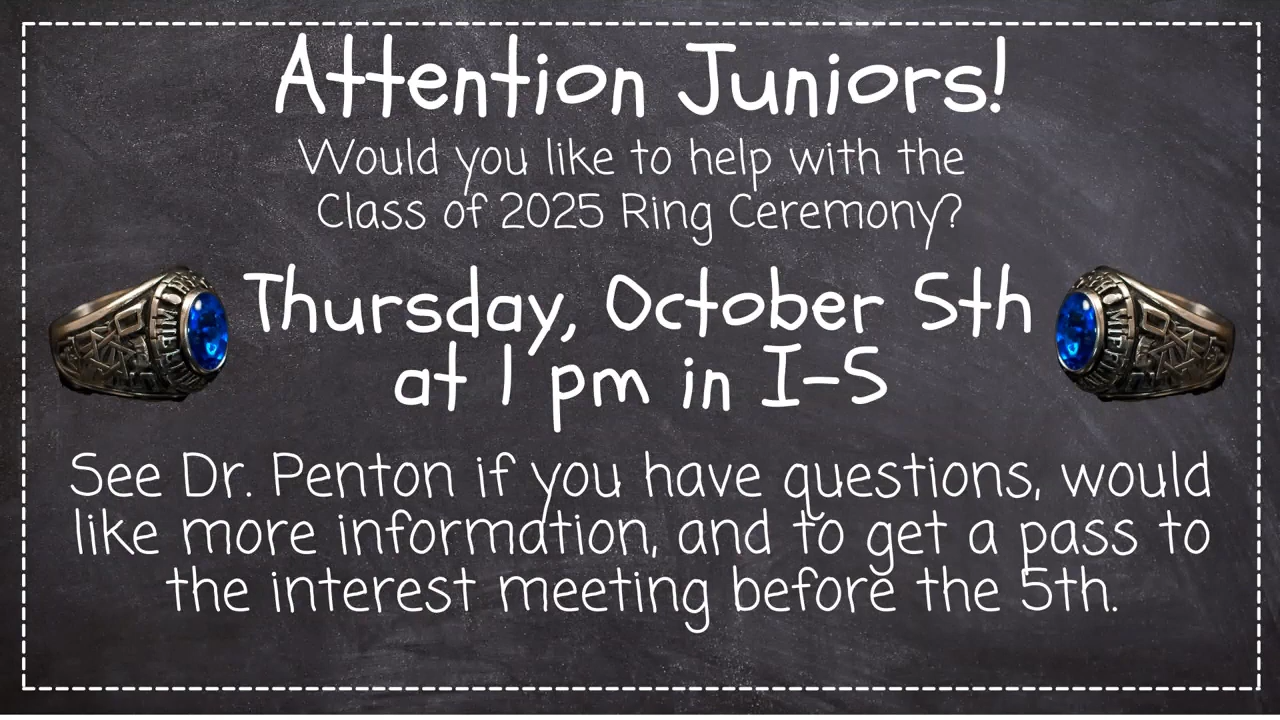 Attention Juniors!
Would you like to help with the
Class of 2025 Ring Ceremony?
Thursday, October 5th
at 1 pm in I-5
See Dr. Penton if you have questions, would
like more information, and to get a pass to
the interest meeting before the 5th.